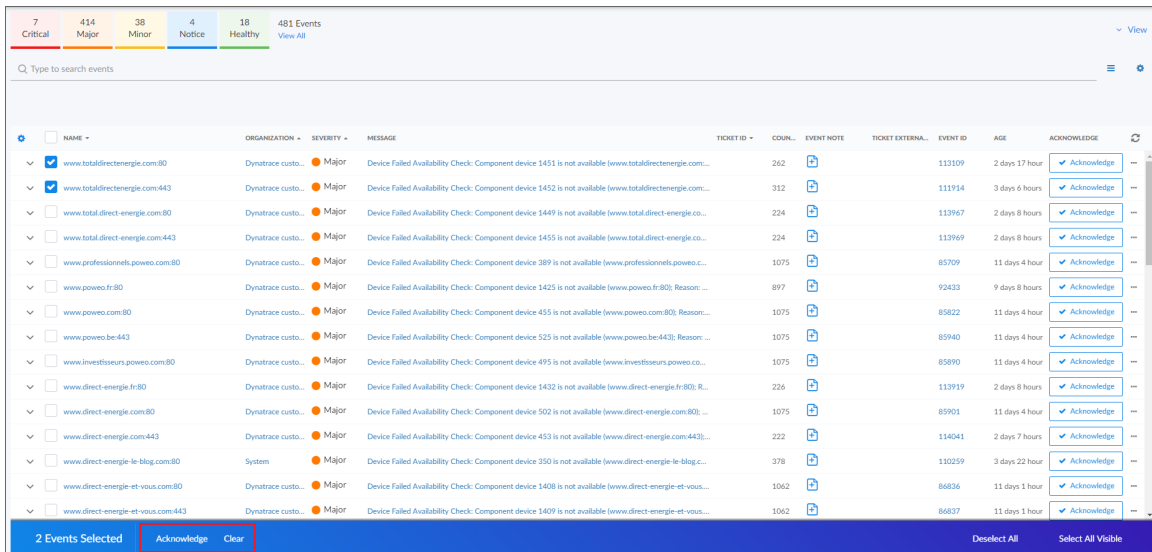 7 414 38 4 18 481 Events
Critical Major Minor Notice Healthy View All
View
Type to search events
NAME ORGANIZATION SEVERITY MESSAGE TICKET ID COUN... EVENT NOTE TICKET EXTERNA... EVENT ID AGE ACKNOWLEDGE
www.totaldirectenergie.com:80 Dynatrace custo... Major Device Failed Availability Check: Component device 1451 is not available (www.totaldirectenergie.com:... 262 113109 2 days 17 hour Acknowledge ...
www.totaldirectenergie.com:443 Dynatrace custo... Major Device Failed Availability Check: Component device 1452 is not available (www.totaldirectenergie.com:... 312 111914 3 days 6 hours Acknowledge ...
www.total.direct-energie.com:80 Dynatrace custo... Major Device Failed Availability Check: Component device 1449 is not available (www.total.direct-energie.co... 224 113967 2 days 8 hours Acknowledge ...
www.total.direct-energie.com:443 Dynatrace custo... Major Device Failed Availability Check: Component device 1455 is not available (www.total.direct-energie.co... 224 113969 2 days 8 hours Acknowledge ...
www.professionnels.poweo.com:80 Dynatrace custo... Major Device Failed Availability Check: Component device 389 is not available (www.professionnels.poweo.c... 1075 85709 11 days 4 hour Acknowledge ...
www.poweo.fr:80 Dynatrace custo... Major Device Failed Availability Check: Component device 1425 is not available (www.poweo.fr:80); Reason: ... 897 92433 9 days 8 hours Acknowledge ...
www.poweo.com:80 Dynatrace custo... Major Device Failed Availability Check: Component device 455 is not available (www.poweo.com:80); Reason:... 1075 85822 11 days 4 hour Acknowledge ...
www.poweo.be:443 Dynatrace custo... Major Device Failed Availability Check: Component device 525 is not available (www.poweo.be:443); Reason: ... 1075 85940 11 days 4 hour Acknowledge ...
www.investisseurs.poweo.com:80 Dynatrace custo... Major Device Failed Availability Check: Component device 495 is not available (www.investisseurs.poweo.co... 1075 85890 11 days 4 hour Acknowledge ...
www.direct-energie.fr:80 Dynatrace custo... Major Device Failed Availability Check: Component device 1432 is not available (www.direct-energie.fr:80); R... 226 113919 2 days 8 hours Acknowledge ...
www.direct-energie.com:80 Dynatrace custo... Major Device Failed Availability Check: Component device 502 is not available (www.direct-energie.com:80); ... 1075 85901 11 days 4 hour Acknowledge ...
www.direct-energie.com:443 Dynatrace custo... Major Device Failed Availability Check: Component device 453 is not available (www.direct-energie.com:443);... 222 114041 2 days 7 hours Acknowledge ...
www.direct-energie-le-blog.com:80 System Major Device Failed Availability Check: Component device 350 is not available (www.direct-energie-le-blog.c... 378 110259 3 days 22 hour Acknowledge ...
www.direct-energie-et-vous.com:80 Dynatrace custo... Major Device Failed Availability Check: Component device 1408 is not available (www.direct-energie-et-vous.... 1062 86836 11 days 1 hour Acknowledge ...
www.direct-energie-et-vous.com:443 Dynatrace custo... Major Device Failed Availability Check: Component device 1409 is not available (www.direct-energie-et-vous.... 1062 86837 11 days 1 hour Acknowledge ...
2 Events Selected Acknowledge Clear Deselect All Select All Visible